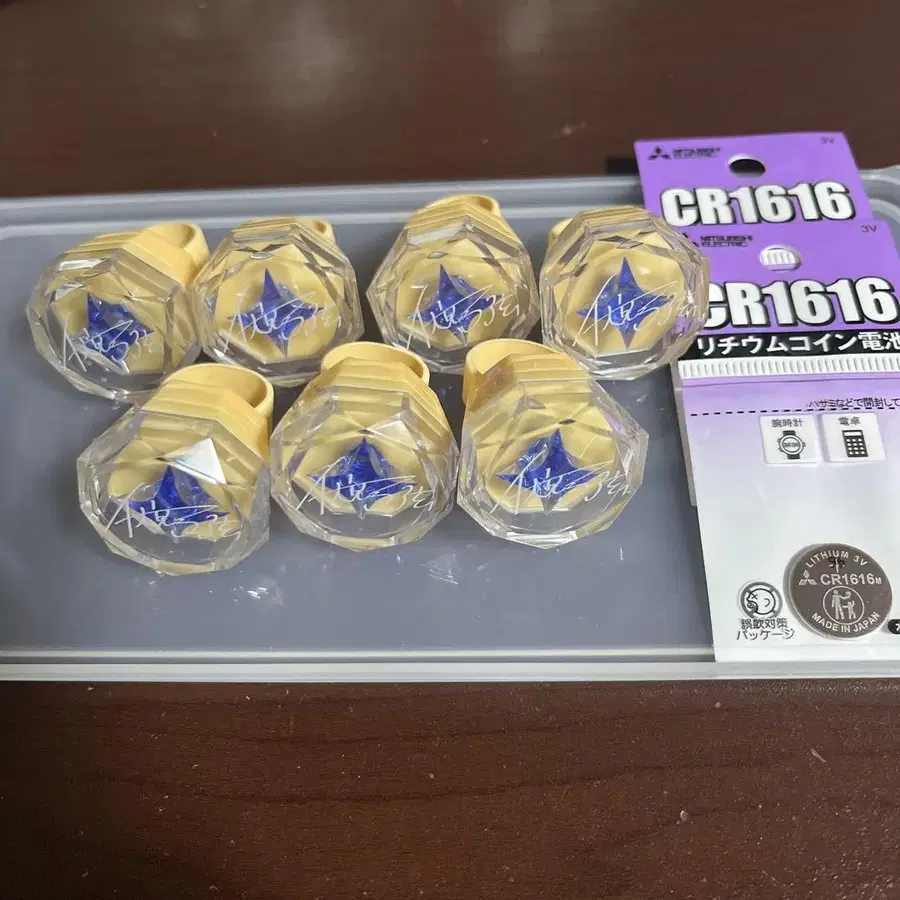 3V
MITSUBISHI
ELECTRIC
CR1616
3V
MITSUBISHI
ELECTRIC
CR1616
リチウムコイン電池
ハサミなどで開封して
腕時計
電卓
LITHIUM 3V
CR1616M
MADE IN JAPAN
誤飲対策
パッケージ